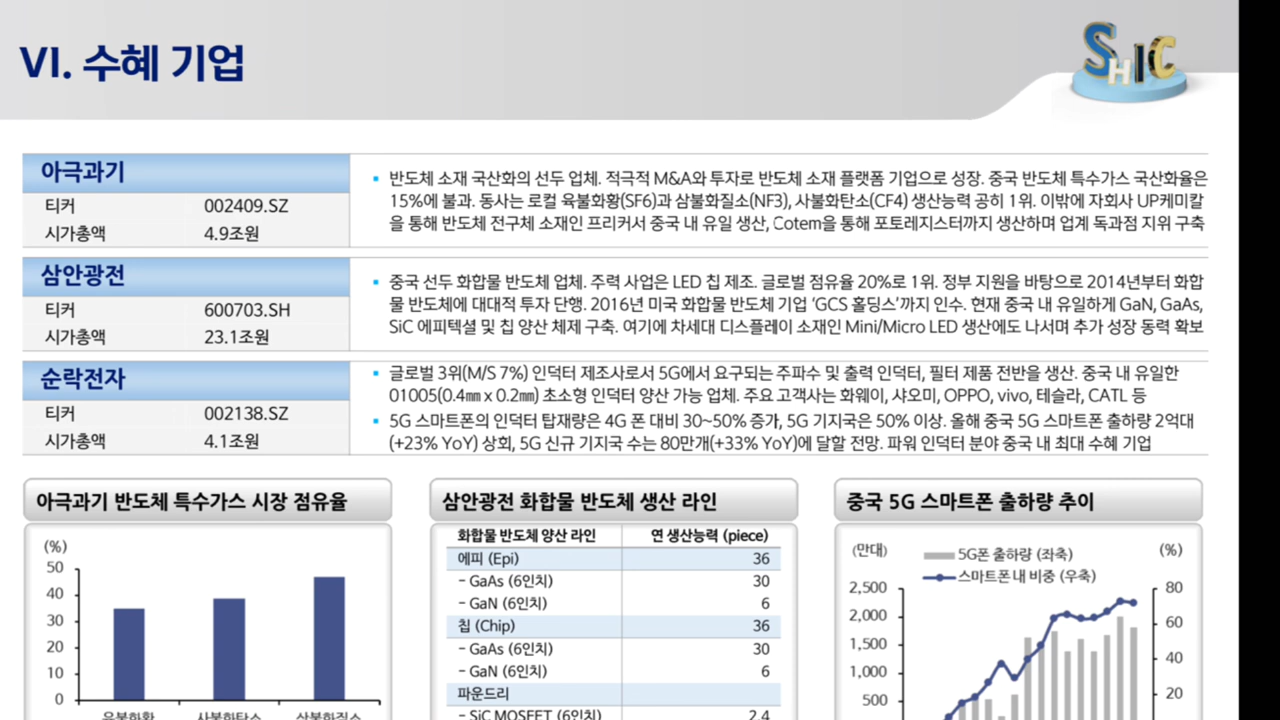 VI. 수혜 기업
SHIC
아극과기
티커 002409.SZ
시가총액 4.9조원
▪ 반도체 소재 국산화의 선두 업체. 적극적 M&A와 투자로 반도체 소재 플랫폼 기업으로 성장. 중국 반도체 특수가스 국산화율은
15%에 불과. 동사는 로컬 육불화황(SF6)과 삼불화질소(NF3), 사불화탄소(CF4) 생산능력 공히 1위. 이밖에 자회사 UP케미칼
을 통해 반도체 전구체 소재인 프리커서 중국 내 유일 생산, Cotem을 통해 포토레지스터까지 생산하며 업계 독과점 지위 구축
삼안광전
티커 600703.SH
시가총액 23.1조원
▪ 중국 선두 화합물 반도체 업체. 주력 사업은 LED 칩 제조. 글로벌 점유율 20%로 1위. 정부 지원을 바탕으로 2014년부터 화합
물 반도체에 대대적 투자 단행. 2016년 미국 화합물 반도체 기업 'GCS 홀딩스'까지 인수. 현재 중국 내 유일하게 GaN, GaAs,
SiC 에피텍셜 및 칩 양산 체제 구축. 여기에 차세대 디스플레이 소재인 Mini/Micro LED 생산에도 나서며 추가 성장 동력 확보
순락전자
티커 002138.SZ
시가총액 4.1조원
▪ 글로벌 3위(M/S 7%) 인덕터 제조사로서 5G에서 요구되는 주파수 및 출력 인덕터, 필터 제품 전반을 생산. 중국 내 유일한
01005(0.4㎜ x 0.2㎜) 초소형 인덕터 양산 가능 업체. 주요 고객사는 화웨이, 샤오미, OPPO, vivo, 테슬라, CATL 등
▪ 5G 스마트폰의 인덕터 탑재량은 4G 폰 대비 30~50% 증가, 5G 기지국은 50% 이상. 올해 중국 5G 스마트폰 출하량 2억대
(+23% YoY) 상회, 5G 신규 기지국 수는 80만개(+33% YoY)에 달할 전망. 파워 인덕터 분야 중국 내 최대 수혜 기업
아극과기 반도체 특수가스 시장 점유율
(%)
50
40
30
20
10
0
육불화황 사불화탄소 삼불화질소
삼안광전 화합물 반도체 생산 라인
화합물 반도체 양산 라인 연 생산능력 (piece)
에피 (Epi) 36
- GaAs (6인치) 30
- GaN (6인치) 6
칩 (Chip) 36
- GaAs (6인치) 30
- GaN (6인치) 6
파운드리
- SiC MOSFET (6인치) 2.4
중국 5G 스마트폰 출하량 추이
(만대) (%)
5G폰 출하량 (좌축)
스마트폰 내 비중 (우축)
2,500 80
2,000 60
1,500
1,000 40
500 20